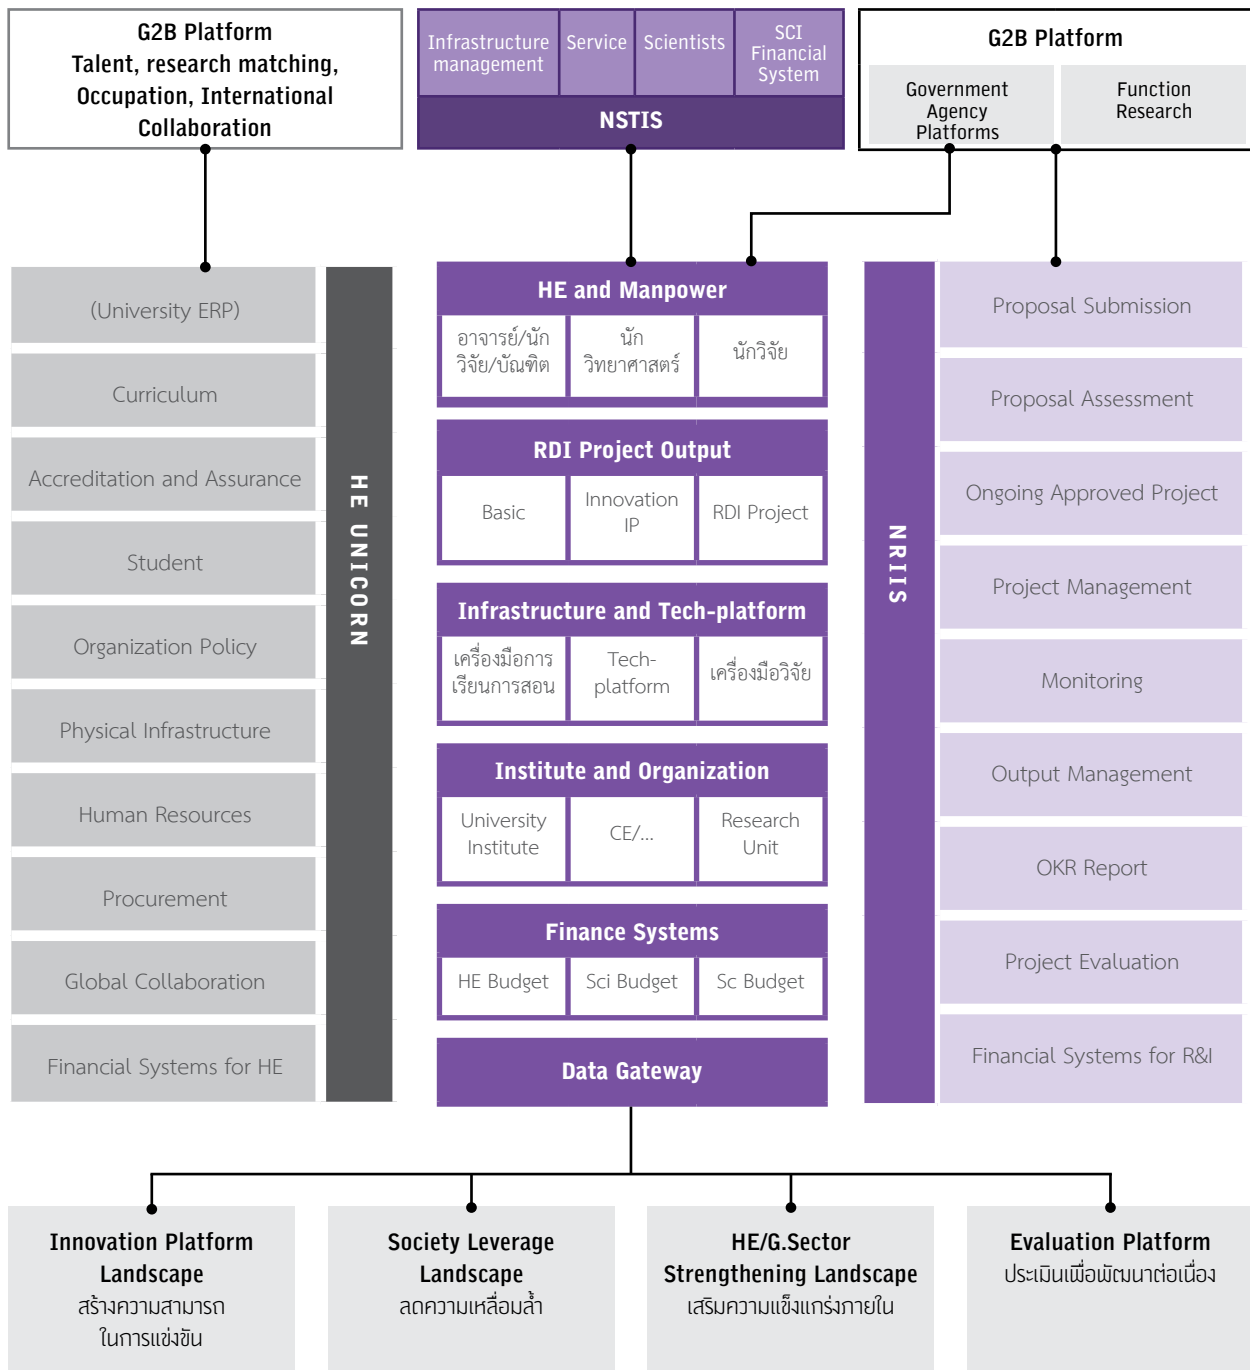 G2B Platform
Talent, research matching,
Occupation, International
Collaboration
Infrastructure
management
Service
Scientists
SCI
Financial
System
NSTIS
G2B Platform
Government
Agency
Platforms
Function
Research
(University ERP)
Curriculum
Accreditation and Assurance
Student
Organization Policy
Physical Infrastructure
Human Resources
Procurement
Global Collaboration
Financial Systems for HE
HE UNICORN
HE and Manpower
อาจารย์/นัก
วิจัย/บัณฑิต
นัก
วิทยาศาสตร์
นักวิจัย
RDI Project Output
Basic
Innovation
IP
RDI Project
Infrastructure and Tech-platform
เครื่องมือการ
เรียนการสอน
Tech-
platform
เครื่องมือวิจัย
Institute and Organization
University
Institute
CE/...
Research
Unit
Finance Systems
HE Budget
Sci Budget
Sc Budget
Data Gateway
NRIIS
Proposal Submission
Proposal Assessment
Ongoing Approved Project
Project Management
Monitoring
Output Management
OKR Report
Project Evaluation
Financial Systems for R&I
Innovation Platform
Landscape
สร้างความสามารถ
ในการแข่งขัน
Society Leverage
Landscape
ลดความเหลื่อมล้ำ
HE/G.Sector
Strengthening Landscape
เสริมความแข็งแกร่งภายใน
Evaluation Platform
ประเมินเพื่อพัฒนาต่อเนื่อง